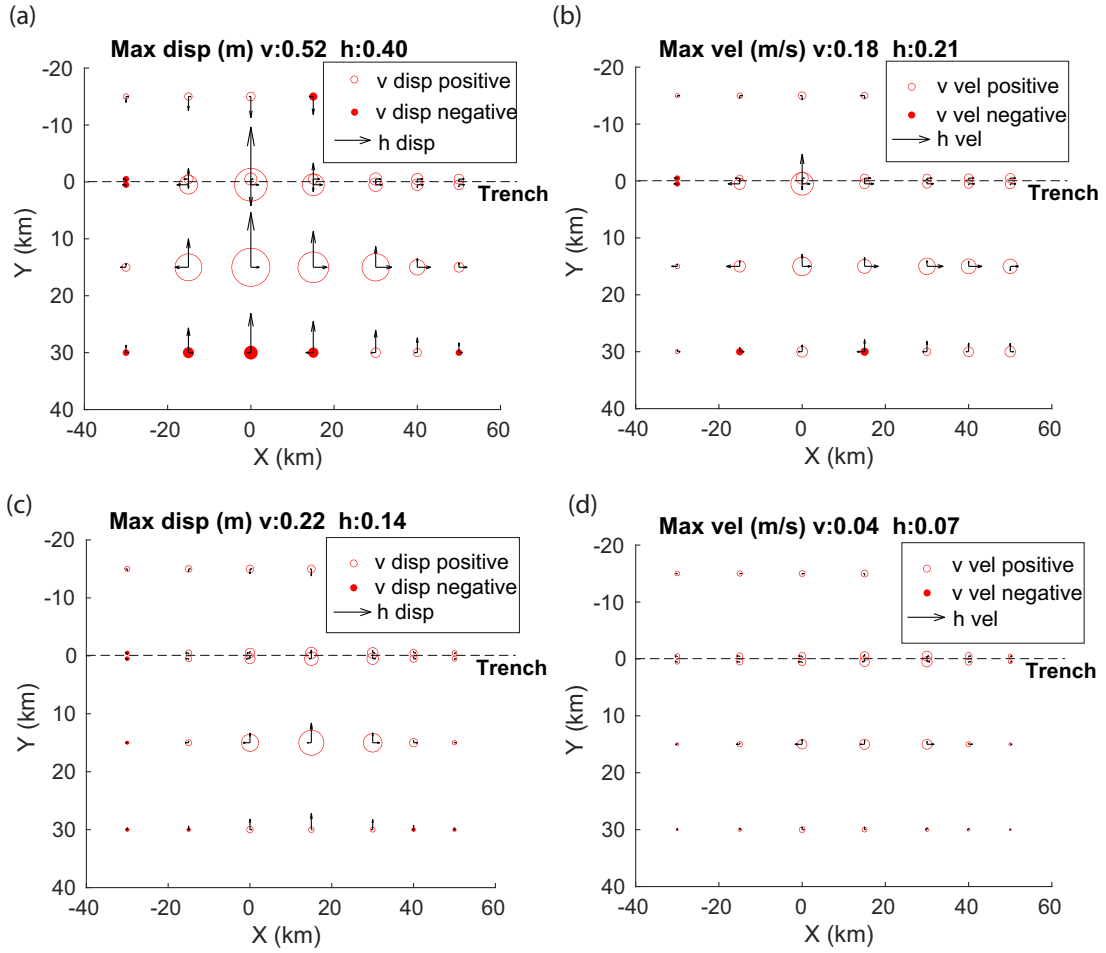 (a)
Max disp (m) v:0.52 h:0.40
v disp positive
v disp negative
h disp
Trench
-20
-10
0
10
20
30
40
Y (km)
-40
-20
0
20
40
60
X (km)
(b)
Max vel (m/s) v:0.18 h:0.21
v vel positive
v vel negative
h vel
Trench
-20
-10
0
10
20
30
40
Y (km)
-40
-20
0
20
40
60
X (km)
(c)
Max disp (m) v:0.22 h:0.14
v disp positive
v disp negative
h disp
Trench
-20
-10
0
10
20
30
40
Y (km)
-40
-20
0
20
40
60
X (km)
(d)
Max vel (m/s) v:0.04 h:0.07
v vel positive
v vel negative
h vel
Trench
-20
-10
0
10
20
30
40
Y (km)
-40
-20
0
20
40
60
X (km)